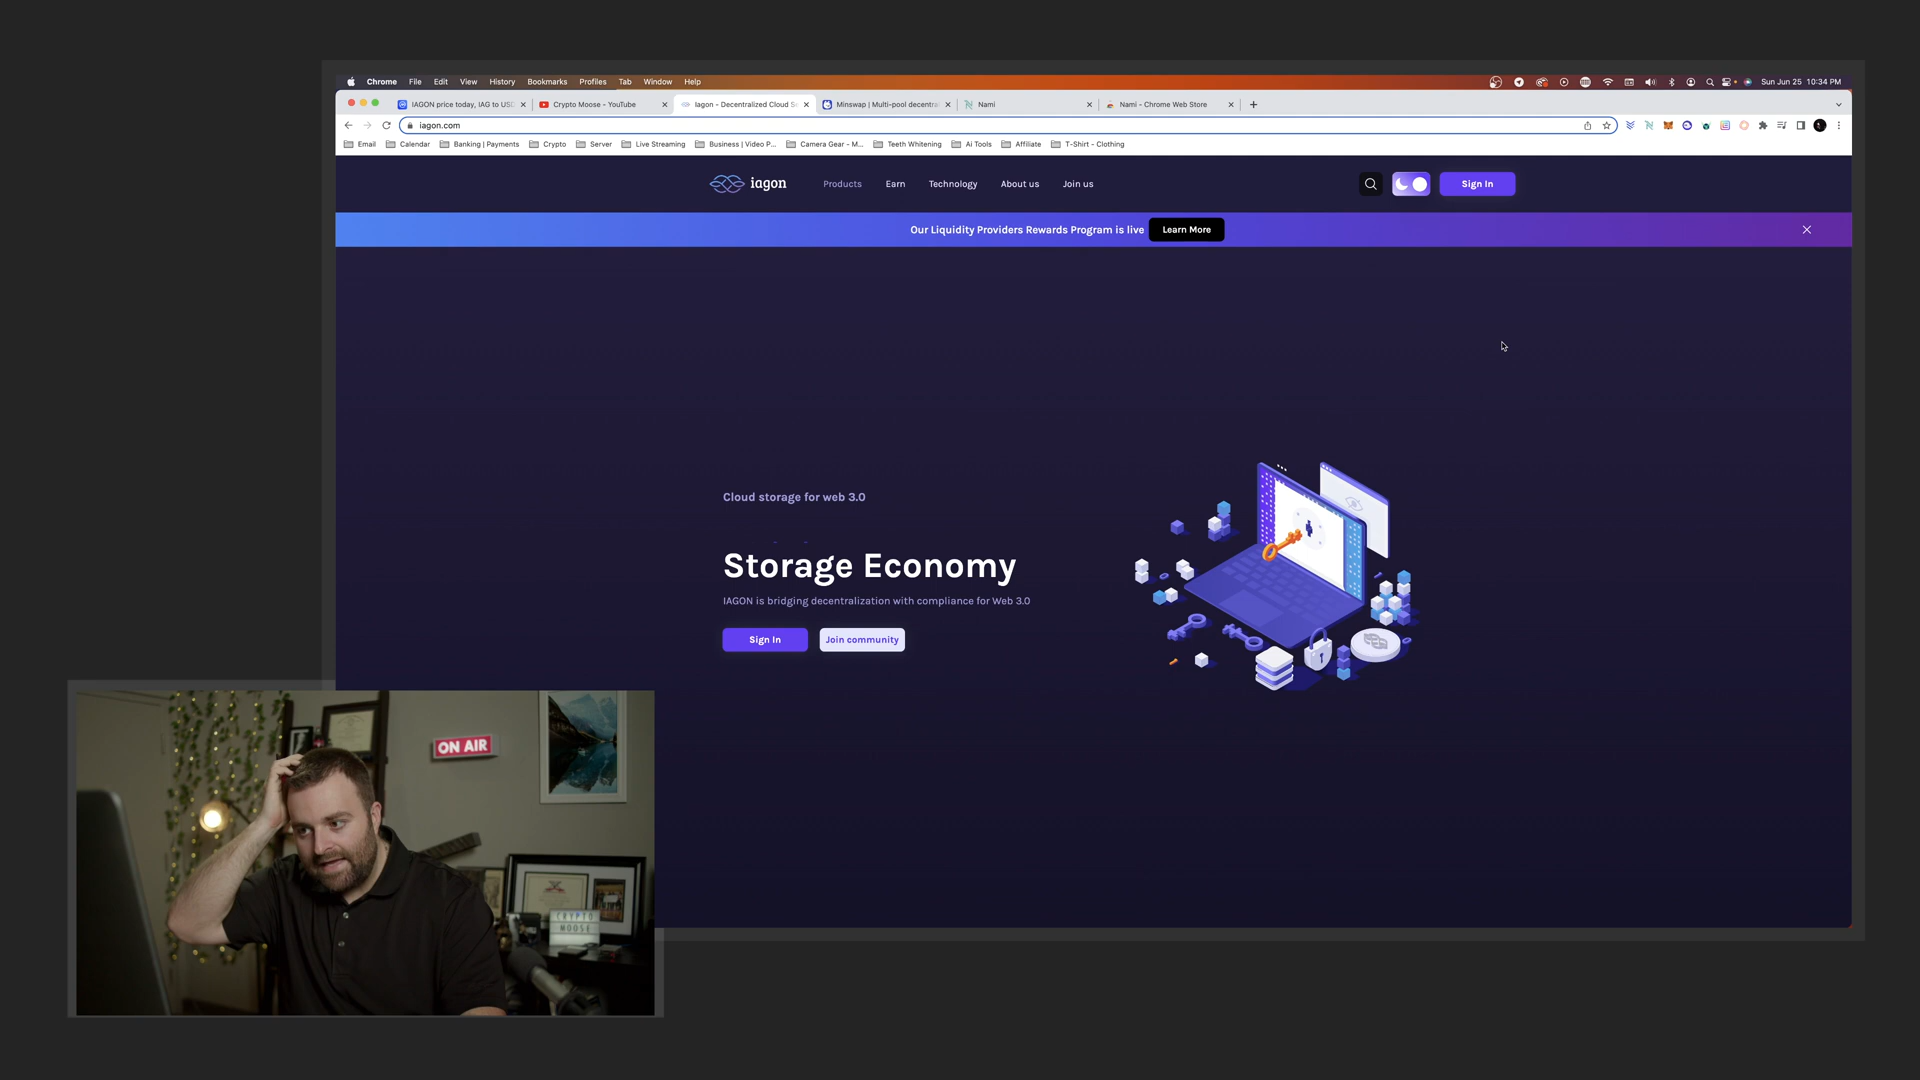 Chrome File Edit View History Bookmarks Profiles Tab Window Help Sun Jun 25 10:34 PM
IAGON price today, IAG to USD Crypto Moose - YouTube Iagon - Decentralized Cloud S Minswap | Multi-pool decentra Nami Nami - Chrome Web Store
iagon.com
Email Calendar Banking | Payments Crypto Server Live Streaming Business | Video P... Camera Gear - M... Teeth Whitening Ai Tools Affiliate T-Shirt - Clothing
iagon Products Earn Technology About us Join us Sign In
Our Liquidity Providers Rewards Program is live Learn More
Cloud storage for web 3.0
Storage Economy
IAGON is bridging decentralization with compliance for Web 3.0
Sign In Join community
ON AIR
CRYPTO
MOOSE